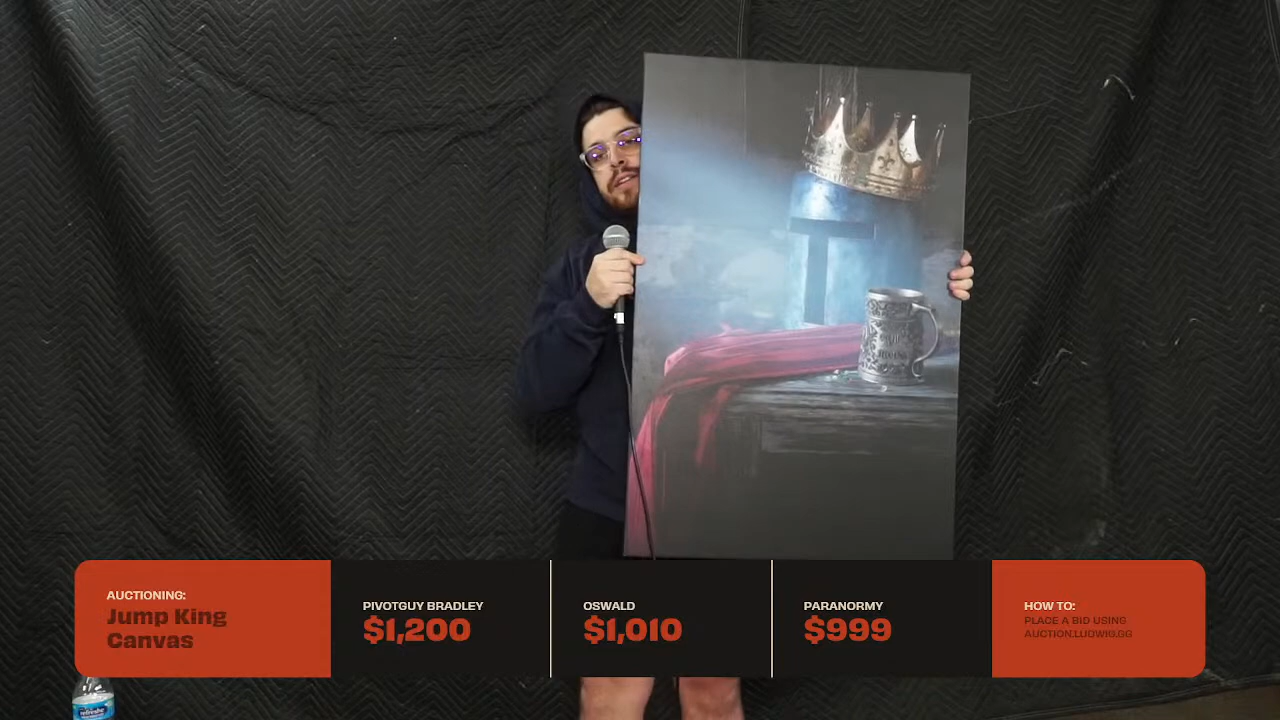 AUCTIONING:
Jump King
Canvas
PIVOTGUY BRADLEY
$1,200
OSWALD
$1,010
PARANORMY
$999
HOW TO:
PLACE A BID USING
AUCTION.LUDWIG.GG
refreshe